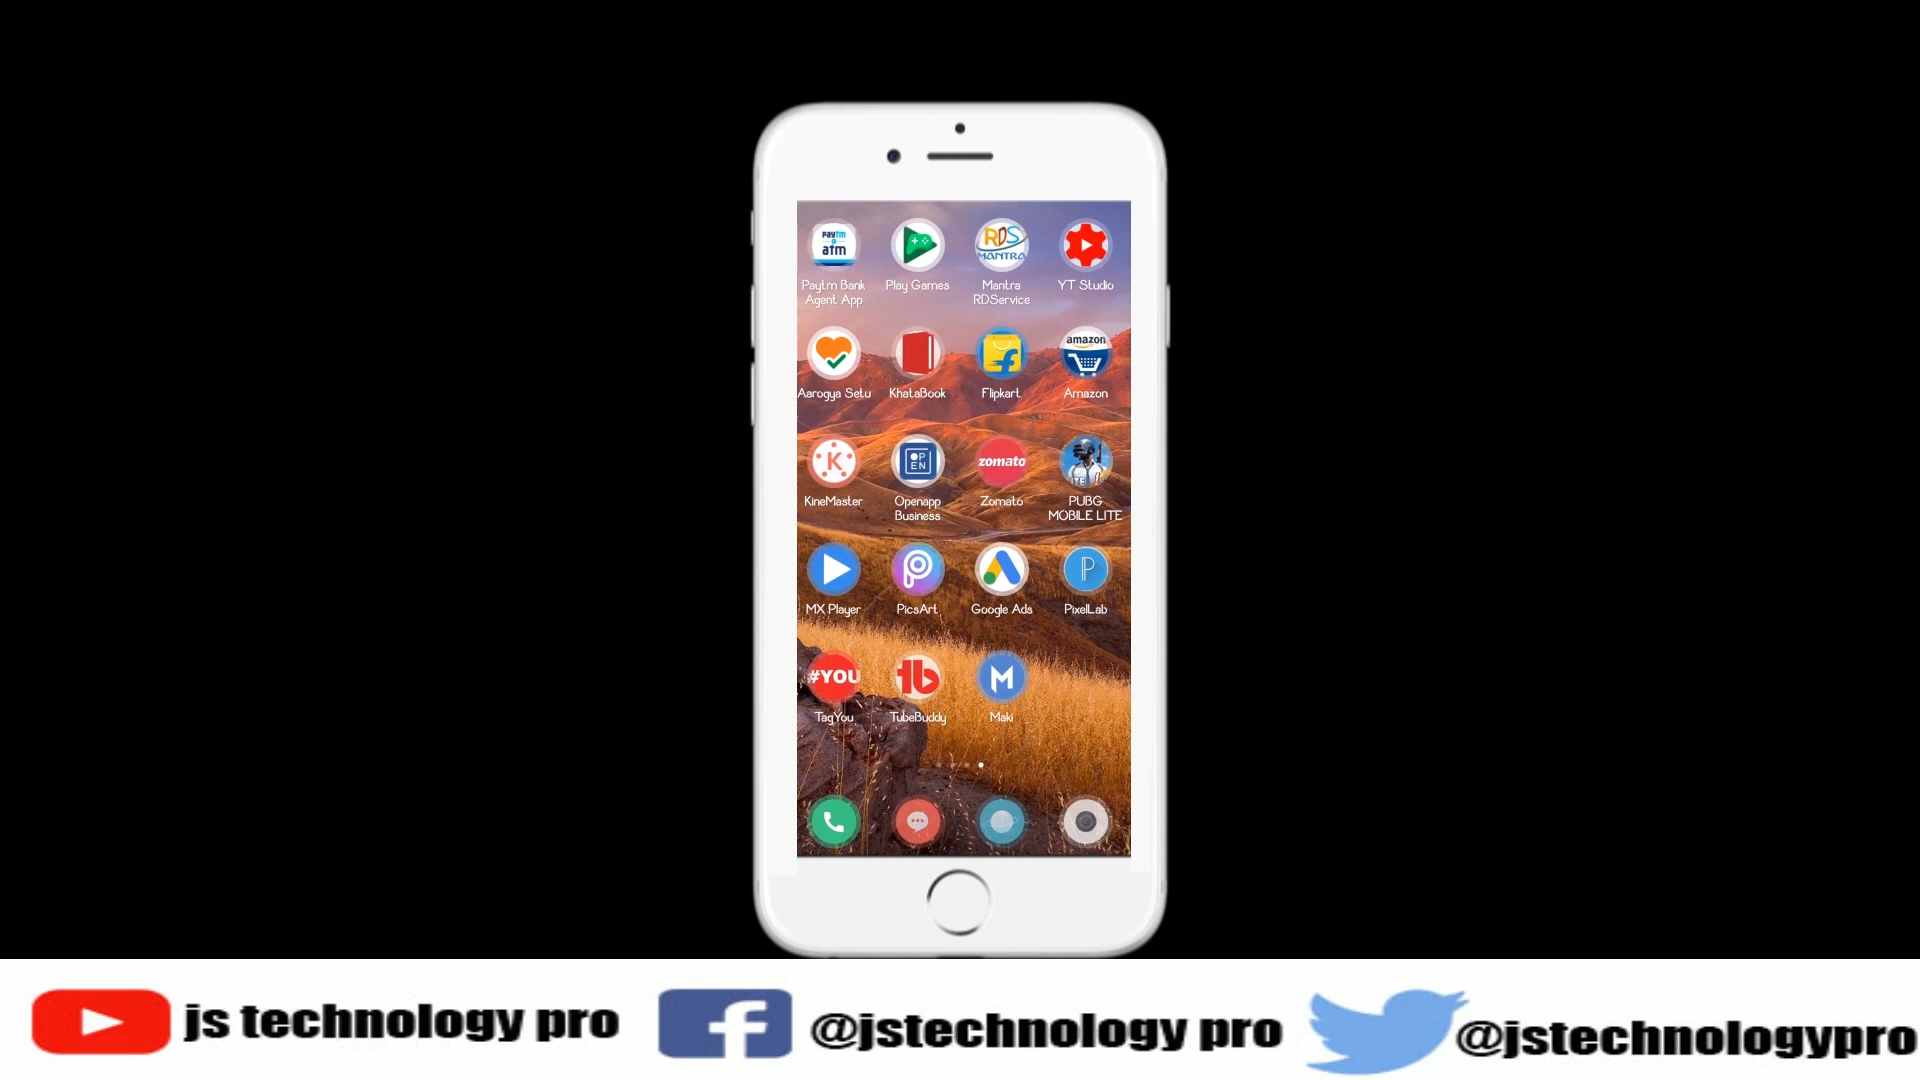 Paytm
atm
RDS
MANTRA
Paytm Bank
Agent App
Play Games
Mantra
RDService
YT Studio
amazon
Aarogya Setu
KhataBook
Flipkart
Amazon
K
OPEN
zomato
KineMaster
Openapp
Business
Zomato
PUBG
MOBILE LITE
MX Player
PicsArt
Google Ads
PixelLab
#YOU
tb
M
TagYou
TubeBuddy
Maki
js technology pro
@jstechnology pro
@jstechnologypro